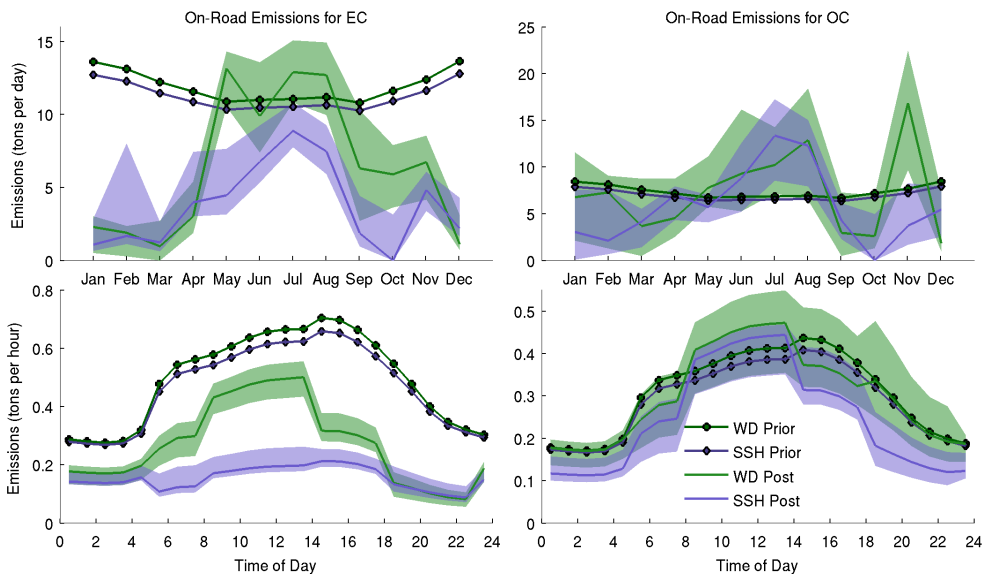 On-Road Emissions for EC
On-Road Emissions for OC
Emissions (tons per day)
15
10
5
0
Jan Feb Mar Apr May Jun Jul Aug Sep Oct Nov Dec
25
20
15
10
5
0
Jan Feb Mar Apr May Jun Jul Aug Sep Oct Nov Dec
Emissions (tons per hour)
0.8
0.6
0.4
0.2
0
0 2 4 6 8 10 12 14 16 18 20 22 24
Time of Day
0.5
0.4
0.3
0.2
0.1
0
WD Prior
SSH Prior
WD Post
SSH Post
0 2 4 6 8 10 12 14 16 18 20 22 24
Time of Day